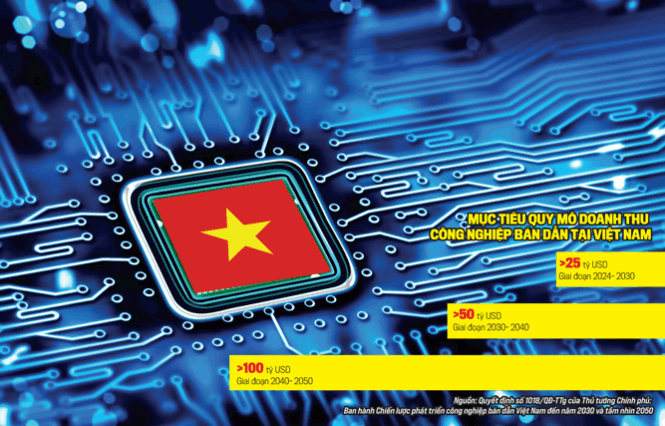 MỤC TIÊU QUY MÔ DOANH THU
CÔNG NGHIỆP BÁN DẪN TẠI VIỆT NAM
>25 tỷ USD
Giai đoạn 2024- 2030
>50 tỷ USD
Giai đoạn 2030- 2040
>100 tỷ USD
Giai đoạn 2040- 2050
Nguồn: Quyết định số 1018/QĐ-TTg của Thủ tướng Chính phủ:
Ban hành Chiến lược phát triển công nghiệp bán dẫn Việt Nam đến năm 2030 và tầm nhìn 2050